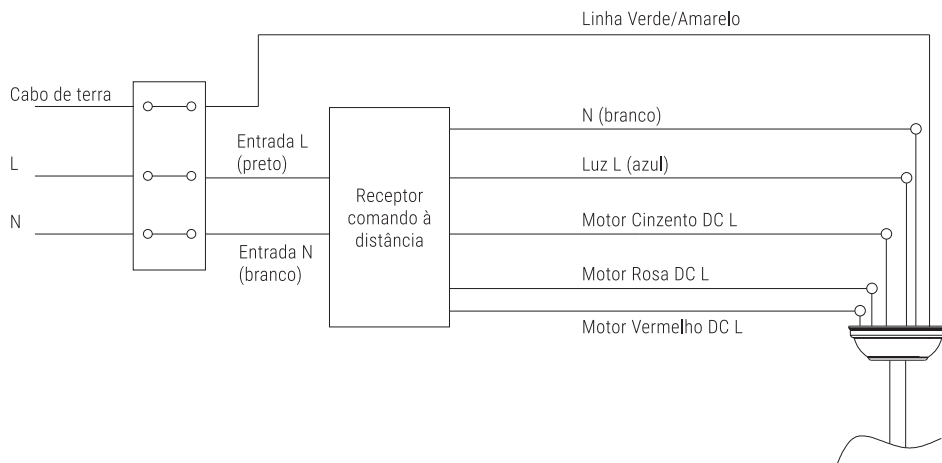 Linha Verde/Amarelo
Cabo de terra
L
N
Entrada L
(preto)
Entrada N
(branco)
Receptor
comando à
distância
N (branco)
Luz L (azul)
Motor Cinzento DC L
Motor Rosa DC L
Motor Vermelho DC L